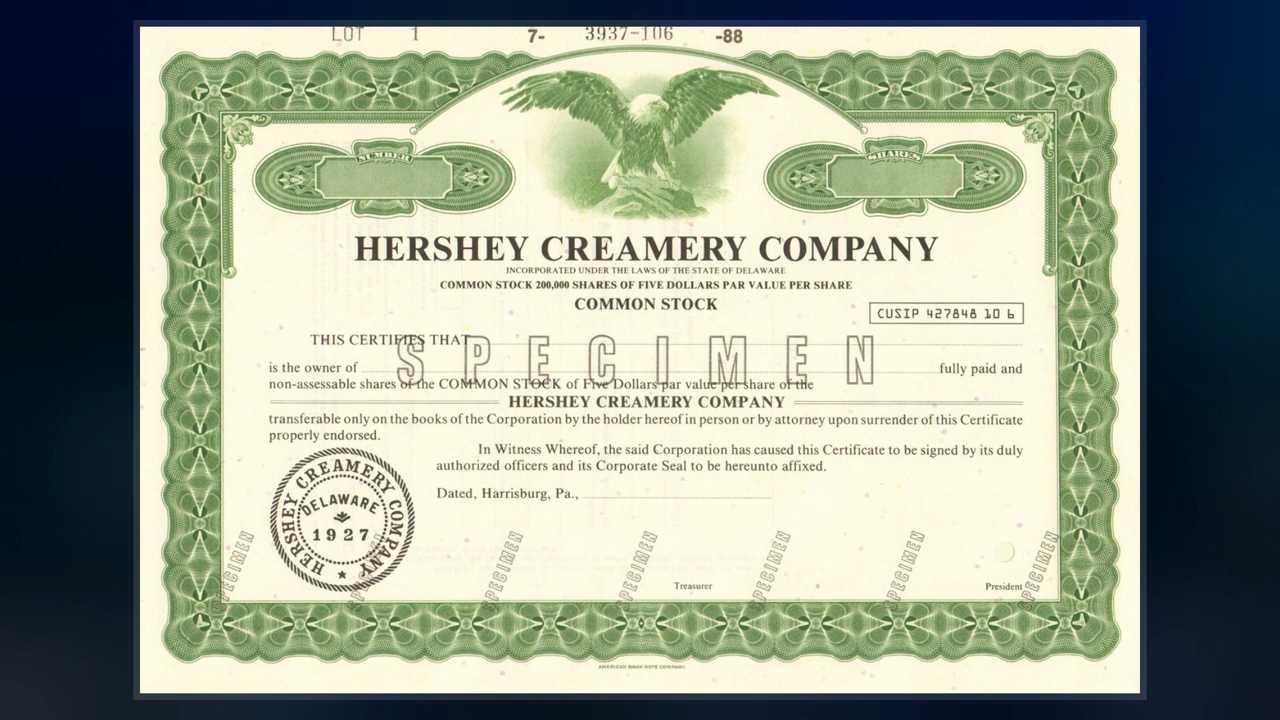 LOT 1 7- 3937-106 -88
NUMBER
SHARES
HERSHEY CREAMERY COMPANY
INCORPORATED UNDER THE LAWS OF THE STATE OF DELAWARE
COMMON STOCK 200,000 SHARES OF FIVE DOLLARS PAR VALUE PER SHARE
COMMON STOCK
CUSIP 427848 10 6
THIS CERTIFIES THAT
SPECIMEN
is the owner of fully paid and
non-assessable shares of the COMMON STOCK of Five Dollars par value per share of the
HERSHEY CREAMERY COMPANY
transferable only on the books of the Corporation by the holder hereof in person or by attorney upon surrender of this Certificate
properly endorsed.
In Witness Whereof, the said Corporation has caused this Certificate to be signed by its duly
authorized officers and its Corporate Seal to be hereunto affixed.
Dated, Harrisburg, Pa.,
HERSHEY CREAMERY COMPANY
DELAWARE
1927
SPECIMEN
SPECIMEN
SPECIMEN
SPECIMEN
SPECIMEN
SPECIMEN
SPECIMEN
Treasurer
President
AMERICAN BANK NOTE COMPANY.